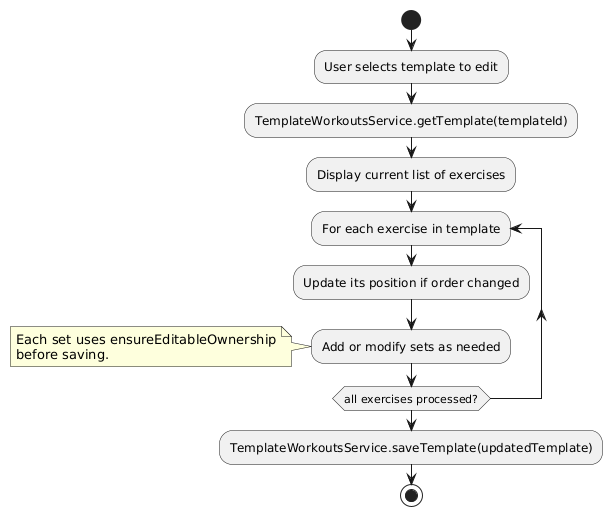 User selects template to edit
TemplateWorkoutsService.getTemplate(templateId)
Display current list of exercises
For each exercise in template
Update its position if order changed
Each set uses ensureEditableOwnership
before saving.
Add or modify sets as needed
all exercises processed?
TemplateWorkoutsService.saveTemplate(updatedTemplate)